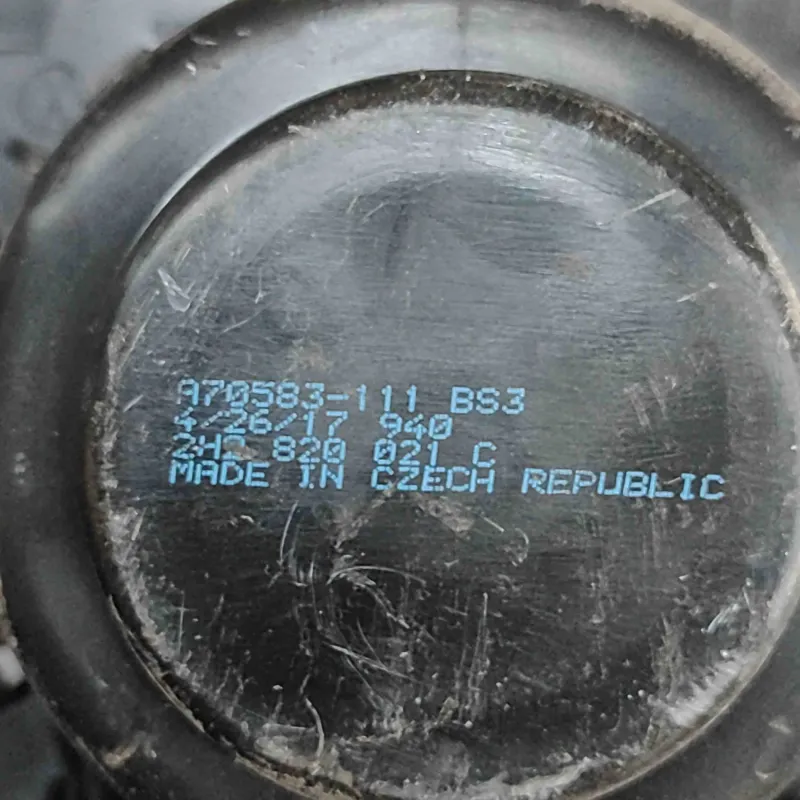 A70583-111 BS3
4/26/17 940
2H2 820 021 C
MADE IN CZECH REPUBLIC